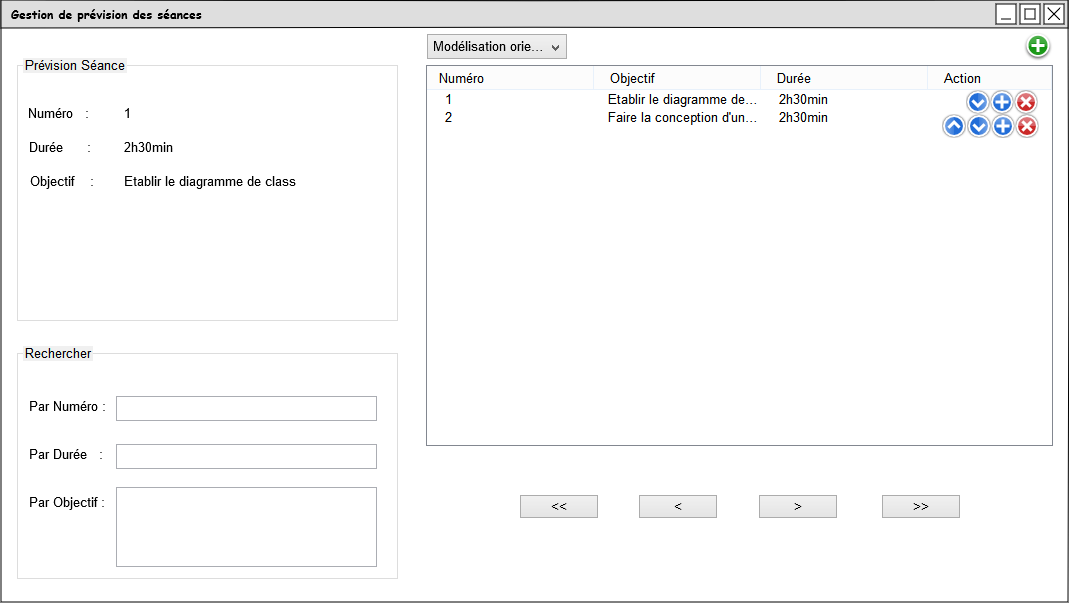 Gestion de prévision des séances
Prévision Séance
Numéro : 1
Durée : 2h30min
Objectif : Etablir le diagramme de class
Rechercher
Par Numéro :
Par Durée :
Par Objectif :
Modélisation orie...
Numéro Objectif Durée Action
1 Etablir le diagramme de... 2h30min
2 Faire la conception d'un... 2h30min
<< < > >>